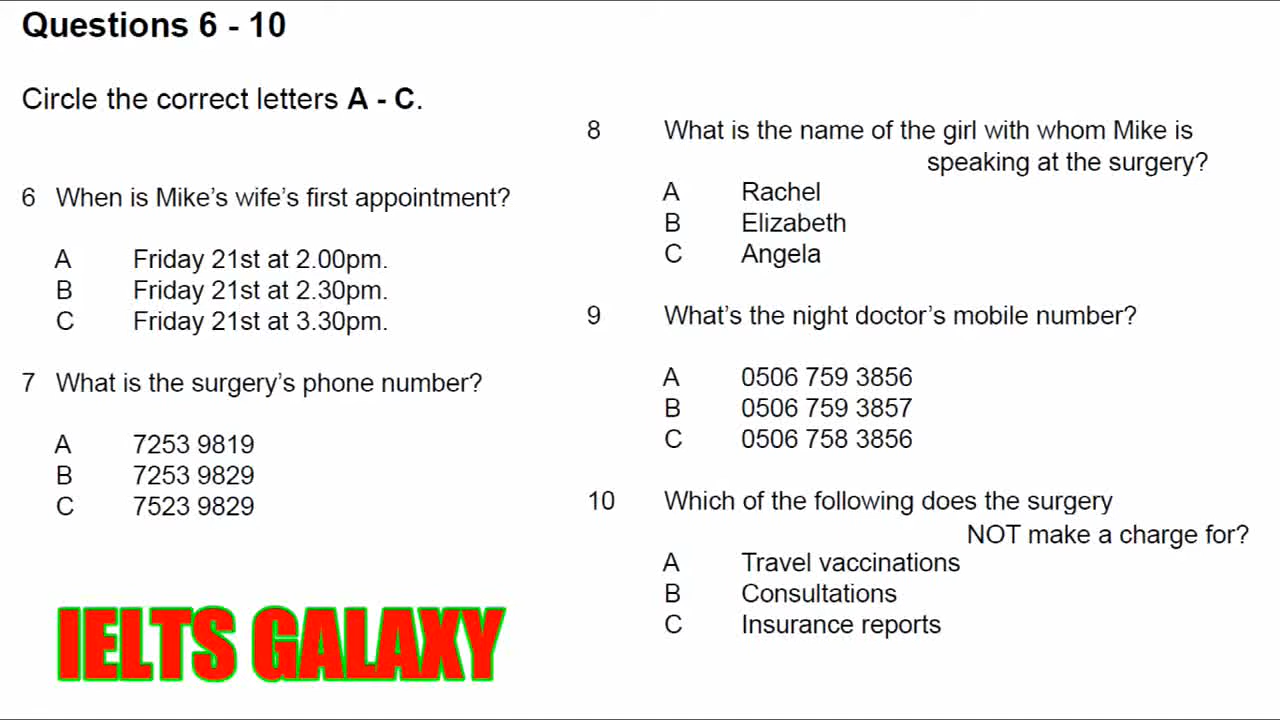 Questions 6 - 10
Circle the correct letters A - C.
6 When is Mike's wife's first appointment?
A Friday 21st at 2.00pm.
B Friday 21st at 2.30pm.
C Friday 21st at 3.30pm.
7 What is the surgery's phone number?
A 7253 9819
B 7253 9829
C 7523 9829
8 What is the name of the girl with whom Mike is
speaking at the surgery?
A Rachel
B Elizabeth
C Angela
9 What's the night doctor's mobile number?
A 0506 759 3856
B 0506 759 3857
C 0506 758 3856
10 Which of the following does the surgery
NOT make a charge for?
A Travel vaccinations
B Consultations
C Insurance reports
IELTS GALAXY